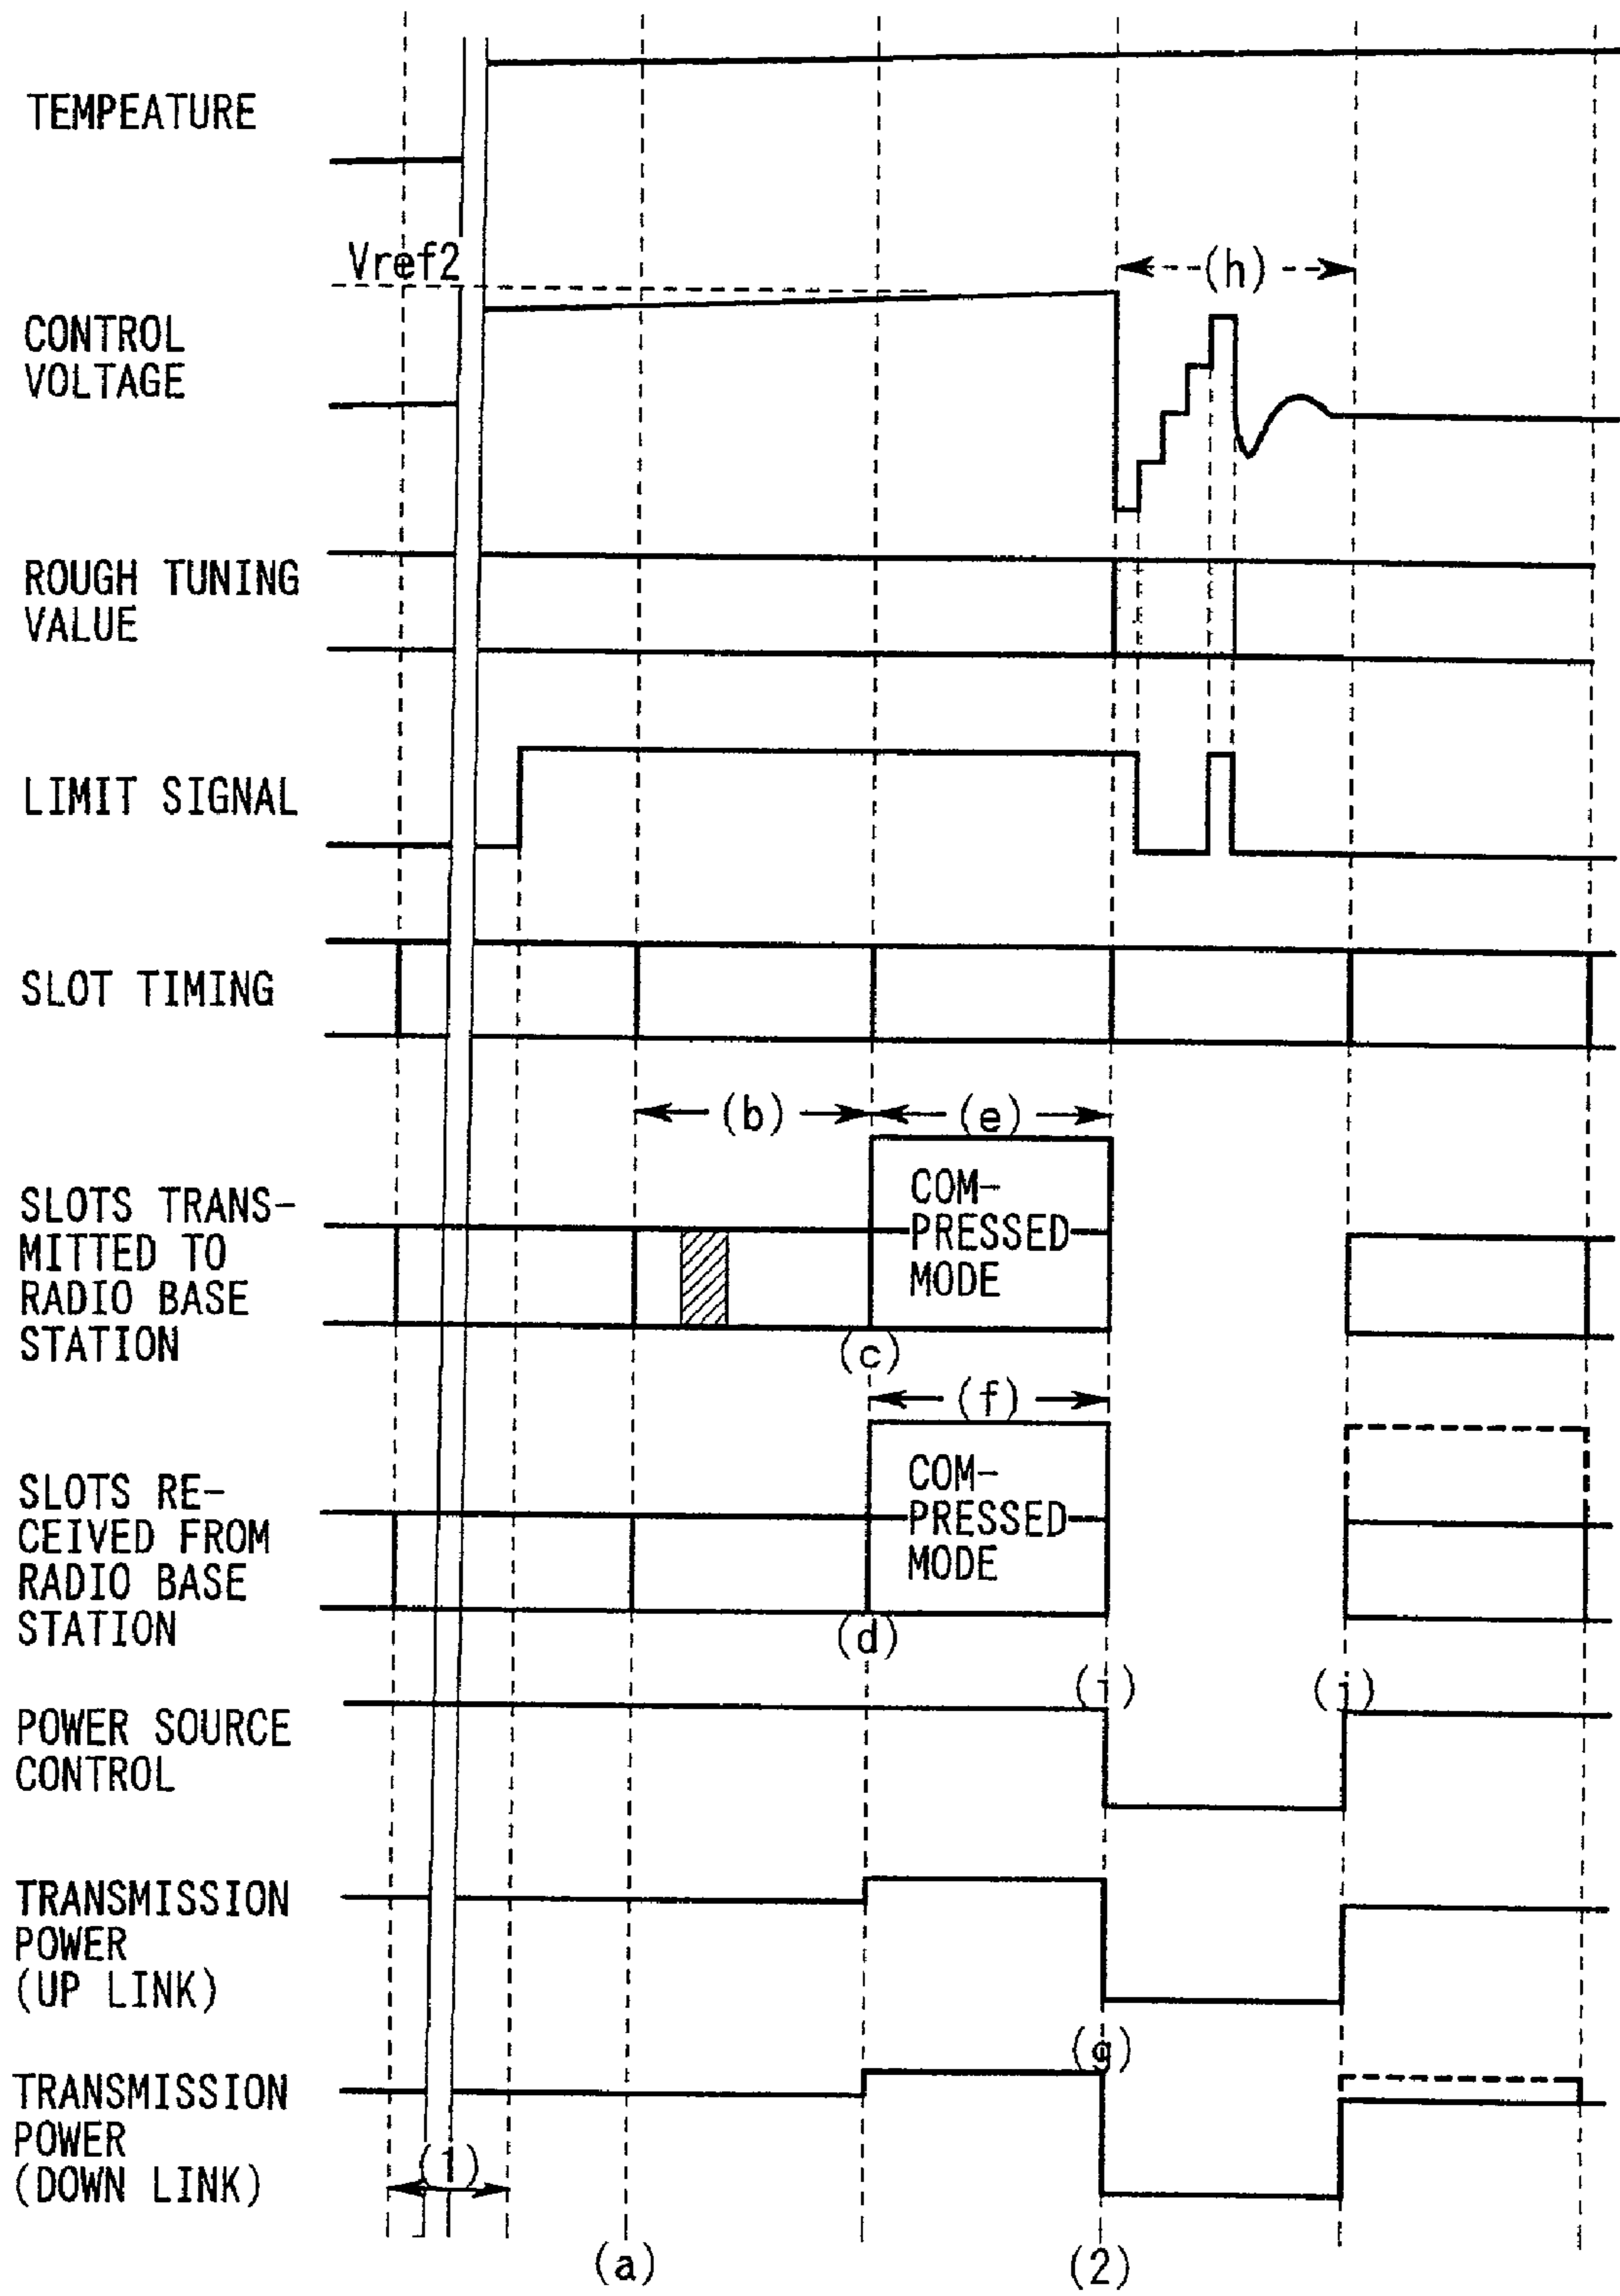 TEMPEATURE
Vref2
(h)
CONTROL
VOLTAGE
ROUGH TUNING
VALUE
LIMIT SIGNAL
SLOT TIMING
(b)
(e)
SLOTS TRANS-
MITTED TO
RADIO BASE
STATION
COM-
PRESSED
MODE
(c)
(f)
SLOTS RE-
CEIVED FROM
RADIO BASE
STATION
COM-
PRESSED
MODE
(d)
POWER SOURCE
CONTROL
TRANSMISSION
POWER
(UP LINK)
(g)
TRANSMISSION
POWER
(DOWN LINK)
(1)
(a)
(2)